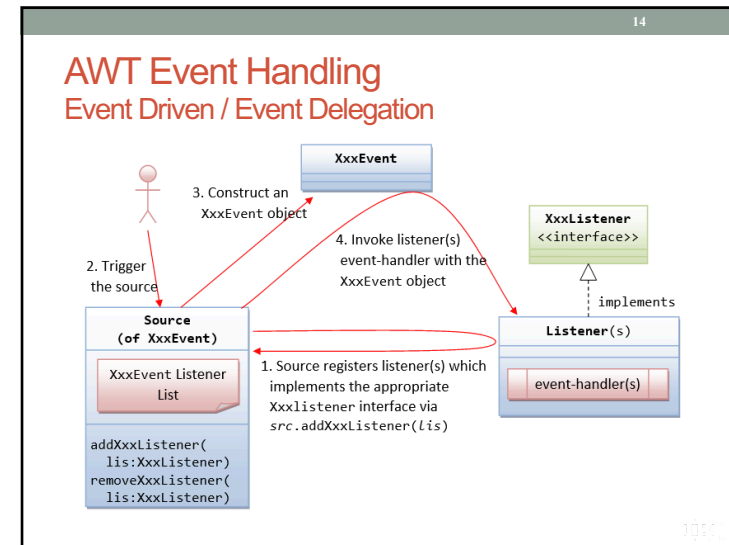 14
AWT Event Handling
Event Driven / Event Delegation
XxxEvent
3. Construct an
XxxEvent object
XxxListener
<<interface>>
4. Invoke listener(s)
event-handler with the
XxxEvent object
2. Trigger
the source
implements
Source
(of XxxEvent)
Listener(s)
XxxEvent Listener
List
1. Source registers listener(s) which
implements the appropriate
Xxxlistener interface via
src.addXxxListener(lis)
event-handler(s)
addXxxListener(
lis:XxxListener)
removeXxxListener(
lis:XxxListener)